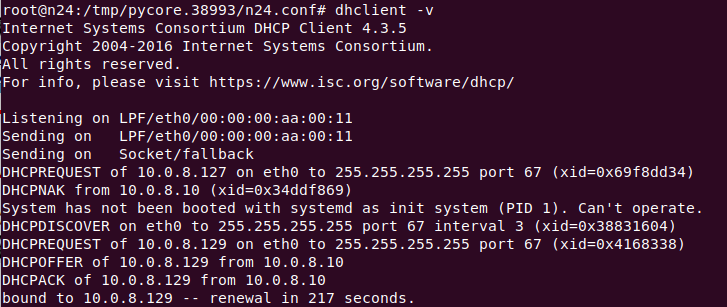 root@n24:/tmp/pycore.38993/n24.conf# dhclient -v
Internet Systems Consortium DHCP Client 4.3.5
Copyright 2004-2016 Internet Systems Consortium.
All rights reserved.
For info, please visit https://www.isc.org/software/dhcp/
Listening on LPF/eth0/00:00:00:aa:00:11
Sending on   LPF/eth0/00:00:00:aa:00:11
Sending on   Socket/fallback
DHCPREQUEST of 10.0.8.127 on eth0 to 255.255.255.255 port 67 (xid=0x69f8dd34)
DHCPNAK from 10.0.8.10 (xid=0x34ddf869)
System has not been booted with systemd as init system (PID 1). Can't operate.
DHCPDISCOVER on eth0 to 255.255.255.255 port 67 interval 3 (xid=0x38831604)
DHCPREQUEST of 10.0.8.129 on eth0 to 255.255.255.255 port 67 (xid=0x4168338)
DHCPOFFER of 10.0.8.129 from 10.0.8.10
DHCPACK of 10.0.8.129 from 10.0.8.10
bound to 10.0.8.129 -- renewal in 217 seconds.